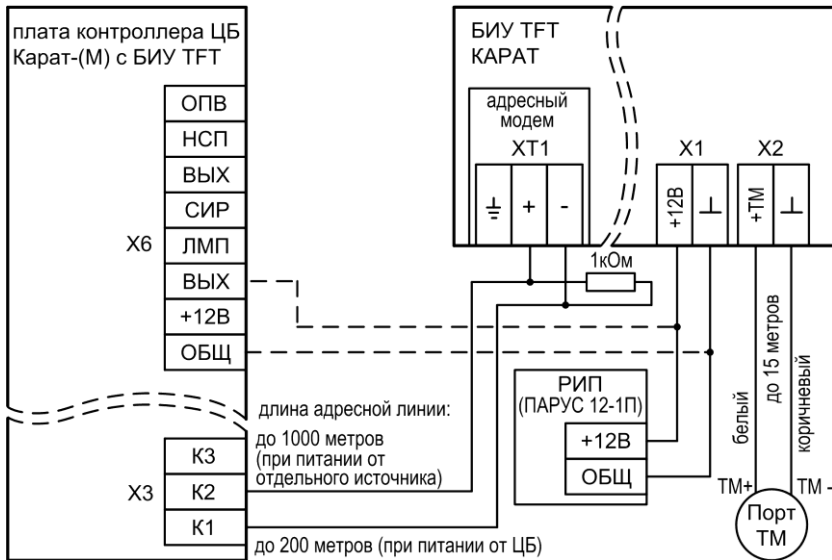 плата контроллера ЦБ
Карат-(М) с БИУ TFT
ОПВ
НСП
ВЫХ
СИР
ЛМП
ВЫХ
+12В
ОБЩ
X6
К3
К2
К1
X3
БИУ TFT
КАРАТ
адресный
модем
XT1
+
-
X1
+12В
X2
+ТМ
1кОм
длина адресной линии:
до 1000 метров
(при питании от
отдельного источника)
до 200 метров (при питании от ЦБ)
РИП
(ПАРУС 12-1П)
+12В
ОБЩ
белый
до 15 метров
коричневый
ТМ+
ТМ -
Порт
ТМ